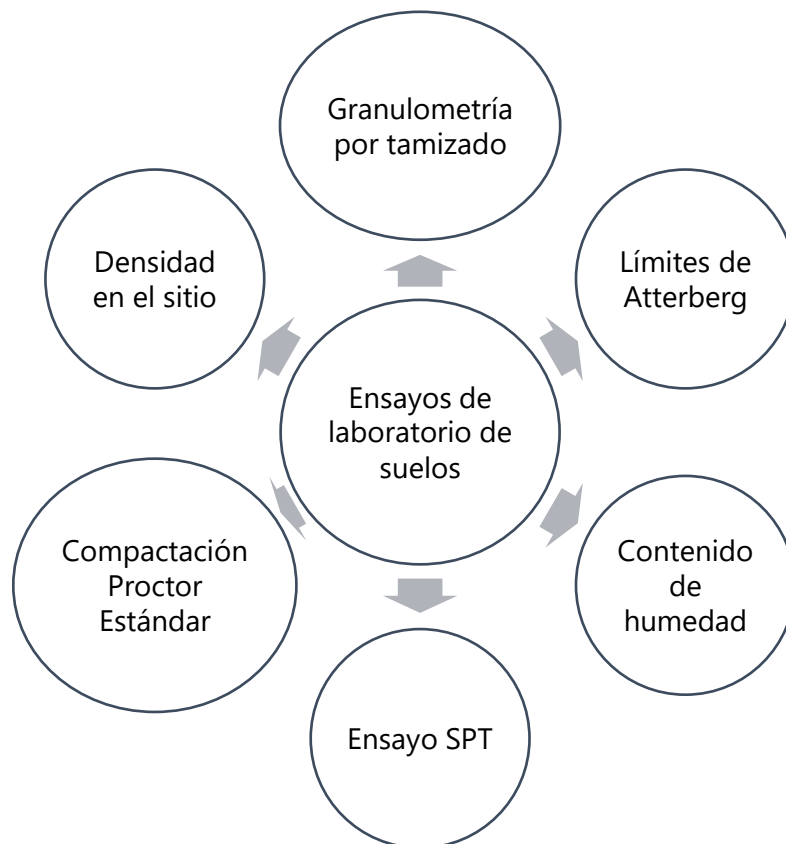 Granulometría
por tamizado
Densidad
en el sitio
Límites de
Atterberg
Ensayos de
laboratorio de
suelos
Compactación
Proctor
Estándar
Contenido
de
humedad
Ensayo SPT